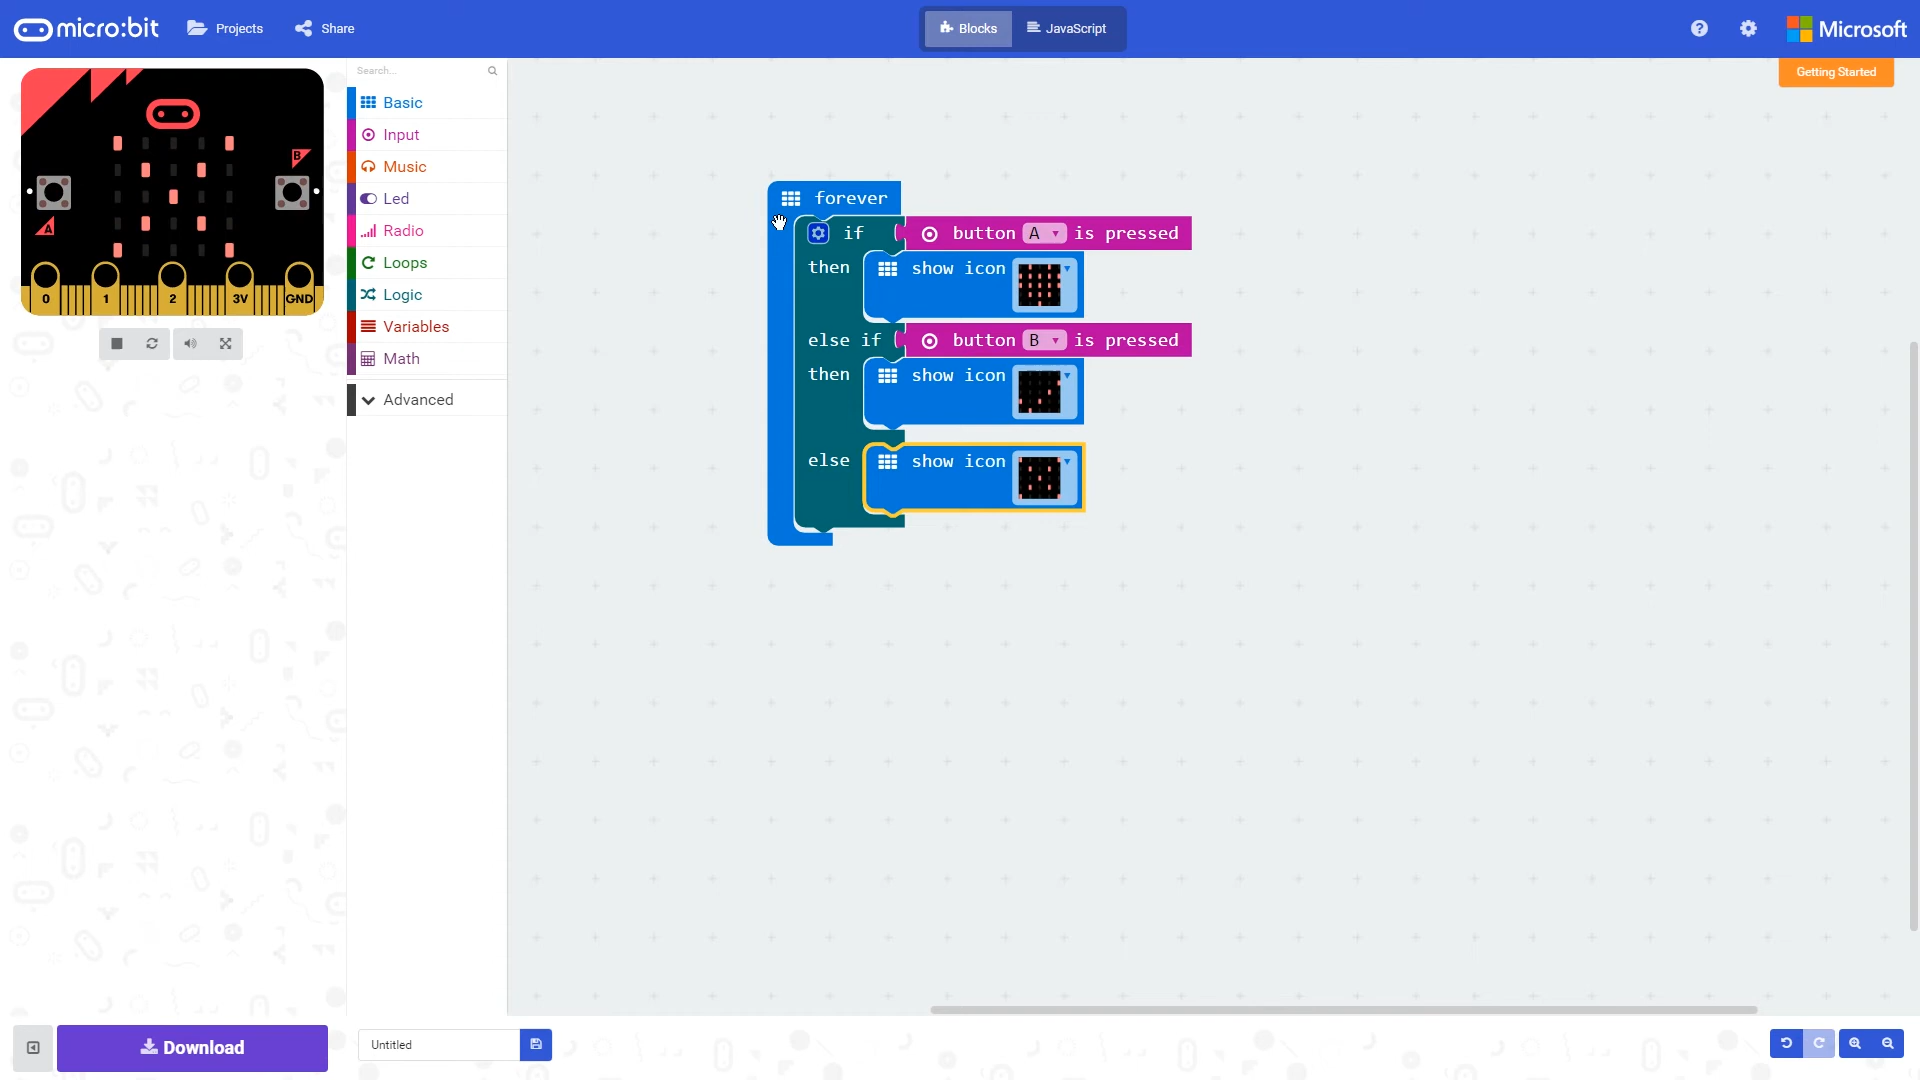 micro:bit
Projects
Share
Blocks
JavaScript
Microsoft
Getting Started
Search...
Basic
Input
Music
Led
Radio
Loops
Logic
Variables
Math
Advanced
B
A
0 1 2 3V GND
forever
if button A is pressed
then show icon
else if button B is pressed
then show icon
else show icon
Download
Untitled